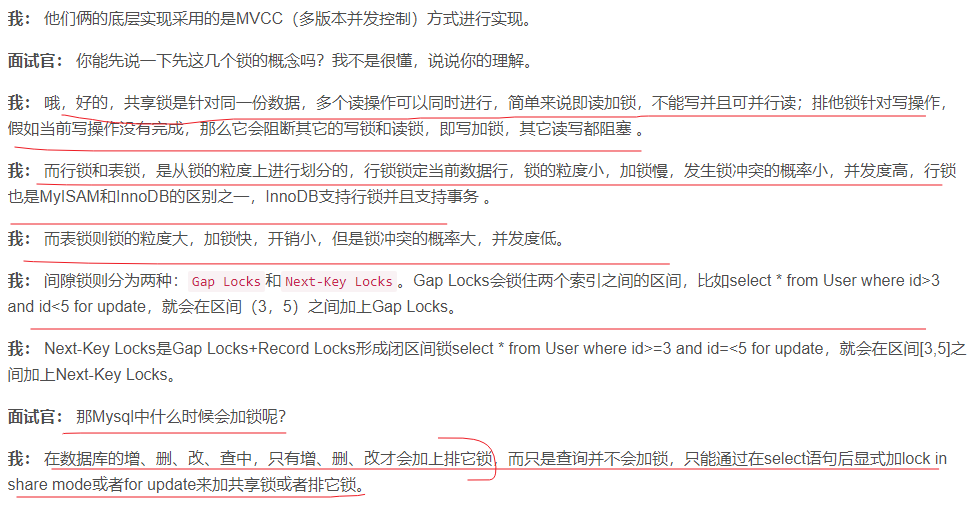 我： 他们俩的底层实现采用的是MVCC（多版本并发控制）方式进行实现。
面试官： 你能先说一下先这几个锁的概念吗？我不是很懂，说说你的理解。
我： 哦，好的，共享锁是针对同一份数据，多个读操作可以同时进行，简单来说即读加锁，不能写并且可并行读；排他锁针对写操作，
假如当前写操作没有完成，那么它会阻断其它的写锁和读锁，即写加锁，其它读写都阻塞 。
我： 而行锁和表锁，是从锁的粒度上进行划分的，行锁锁定当前数据行，锁的粒度小，加锁慢，发生锁冲突的概率小，并发度高，行锁
也是MyISAM和InnoDB的区别之一，InnoDB支持行锁并且支持事务 。
我： 而表锁则锁的粒度大，加锁快，开销小，但是锁冲突的概率大，并发度低。
我： 间隙锁则分为两种：Gap Locks和Next-Key Locks。Gap Locks会锁住两个索引之间的区间，比如select * from User where id>3
and id<5 for update，就会在区间（3，5）之间加上Gap Locks。
我： Next-Key Locks是Gap Locks+Record Locks形成闭区间锁select * from User where id>=3 and id=<5 for update，就会在区间[3,5]之
间加上Next-Key Locks。
面试官： 那Mysql中什么时候会加锁呢？
我： 在数据库的增、删、改、查中，只有增、删、改才会加上排它锁，而只是查询并不会加锁，只能通过在select语句后显式加lock in
share mode或者for update来加共享锁或者排它锁。